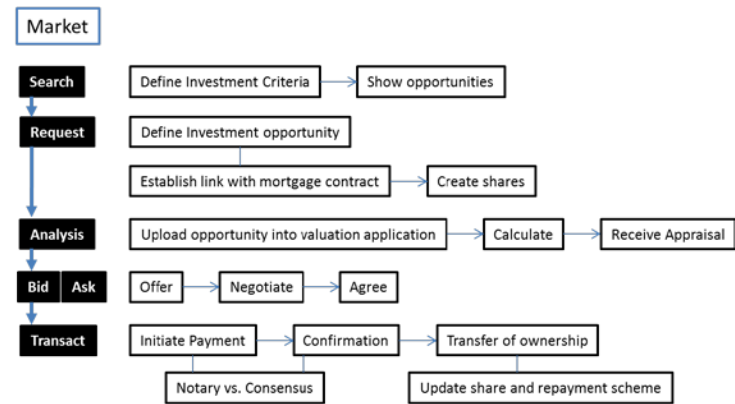 Market
Search
Define Investment Criteria
Show opportunities
Request
Define Investment opportunity
Establish link with mortgage contract
Create shares
Analysis
Upload opportunity into valuation application
Calculate
Receive Appraisal
Bid
Ask
Offer
Negotiate
Agree
Transact
Initiate Payment
Confirmation
Transfer of ownership
Notary vs. Consensus
Update share and repayment scheme